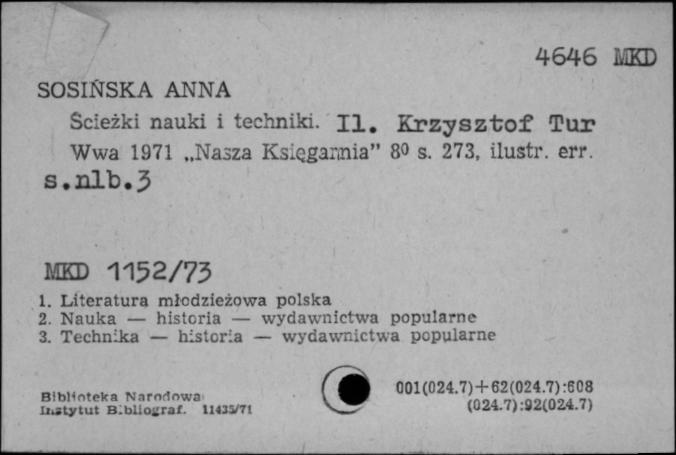 4646 MKD
SOSIŃSKA ANNA
Ścieżki nauki i techniki. Il. Krzysztof Tur
Wwa 1971 „Nasza Księgarnia” 8⁰ s. 273, ilustr. err.
s.nlb.3
MKD 1152/73
1. Literatura młodzieżowa polska
2. Nauka — historia — wydawnictwa popularne
3. Technika — historia — wydawnictwa popularne
Biblioteka Narodowa
Instytut Bibliograf. 11435/71
001(024.7)+62(024.7):608
(024.7):92(024.7)